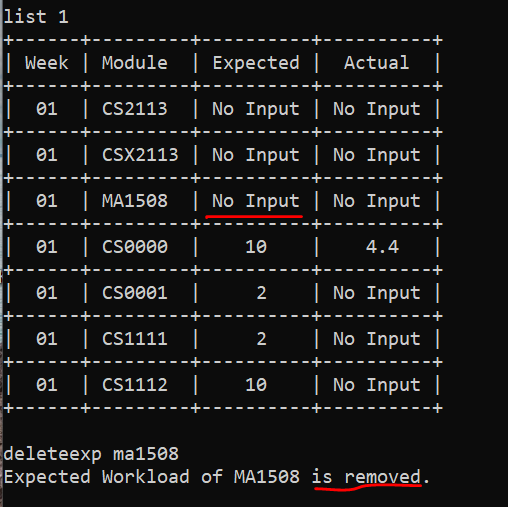 list 1
| Week | Module | Expected | Actual |
| 01 | CS2113 | No Input | No Input |
| 01 | CSX2113 | No Input | No Input |
| 01 | MA1508 | No Input | No Input |
| 01 | CS0000 | 10 | 4.4 |
| 01 | CS0001 | 2 | No Input |
| 01 | CS1111 | 2 | No Input |
| 01 | CS1112 | 10 | No Input |
deleteexp ma1508
Expected Workload of MA1508 is removed.